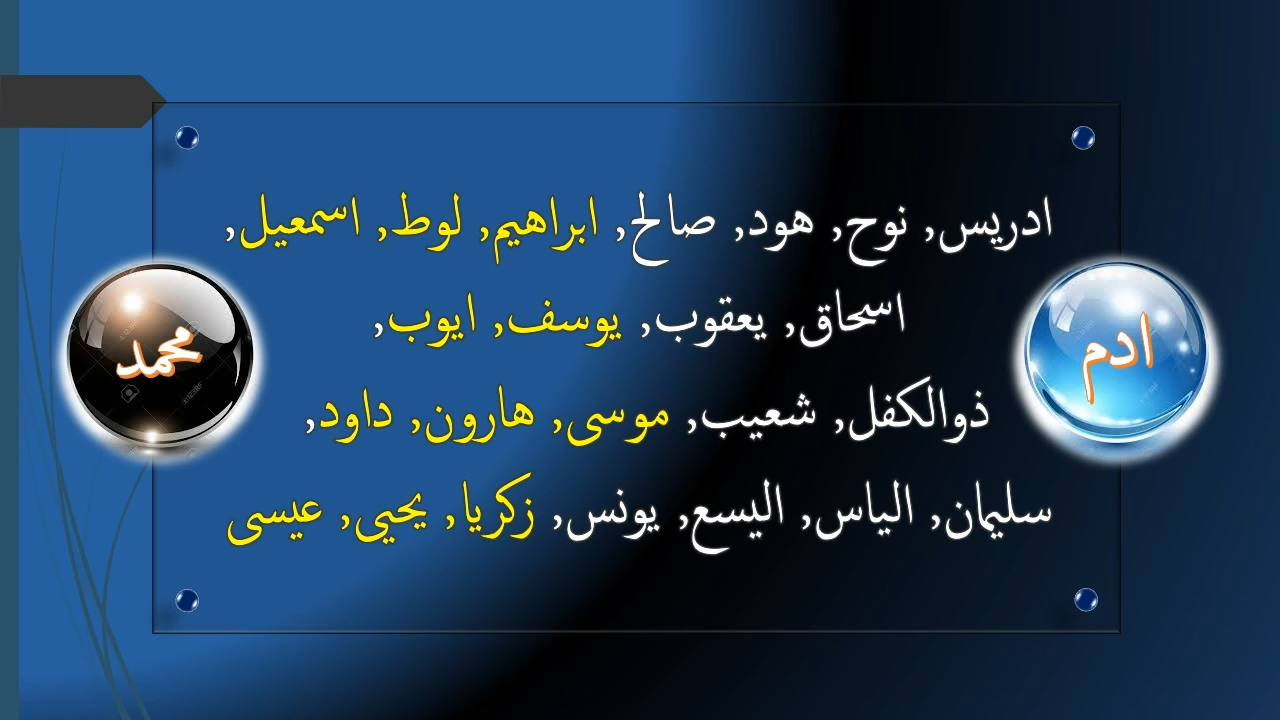 ادريس, نوح, هود, صالح, ابراهيم, لوط, اسمعيل,
اسحاق, يعقوب, يوسف, ايوب,
ادم
محمد
ذوالكفل, شعيب, موسى, هارون, داود,
سليمان, الياس, اليسع, يونس, زكريا, يحيى, عيسى